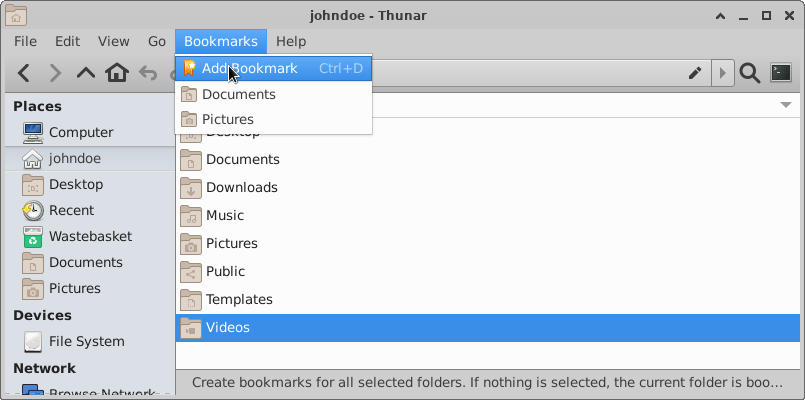 johndoe - Thunar
File Edit View Go Bookmarks Help
Add Bookmark Ctrl+D
Documents
Pictures
Places
Computer
johndoe
Desktop
Recent
Wastebasket
Documents
Pictures
Devices
File System
Network
Browse Network
Desktop
Documents
Downloads
Music
Pictures
Public
Templates
Videos
Create bookmarks for all selected folders. If nothing is selected, the current folder is boo...